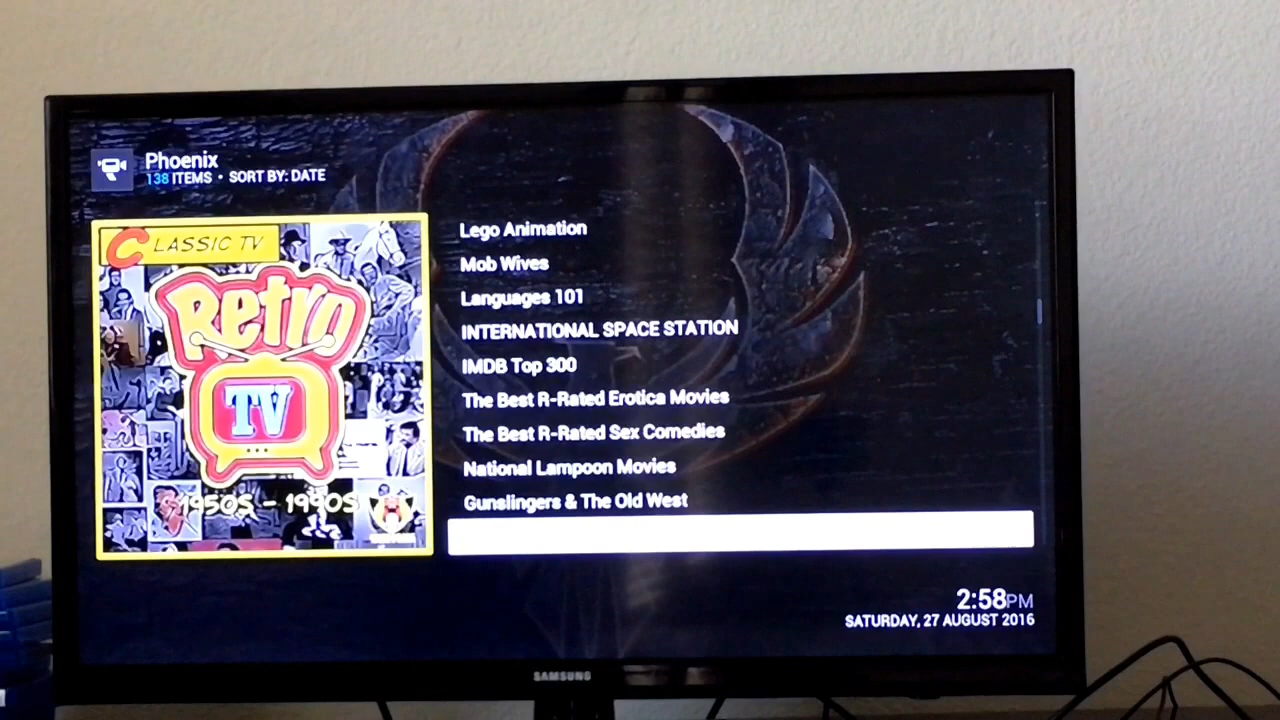 Phoenix
138 ITEMS • SORT BY: DATE
CLASSIC TV
Retro
TV
1950S - 1990S
Lego Animation
Mob Wives
Languages 101
INTERNATIONAL SPACE STATION
IMDB Top 300
The Best R-Rated Erotica Movies
The Best R-Rated Sex Comedies
National Lampoon Movies
Gunslingers & The Old West
2:58PM
SATURDAY, 27 AUGUST 2016
SAMSUNG